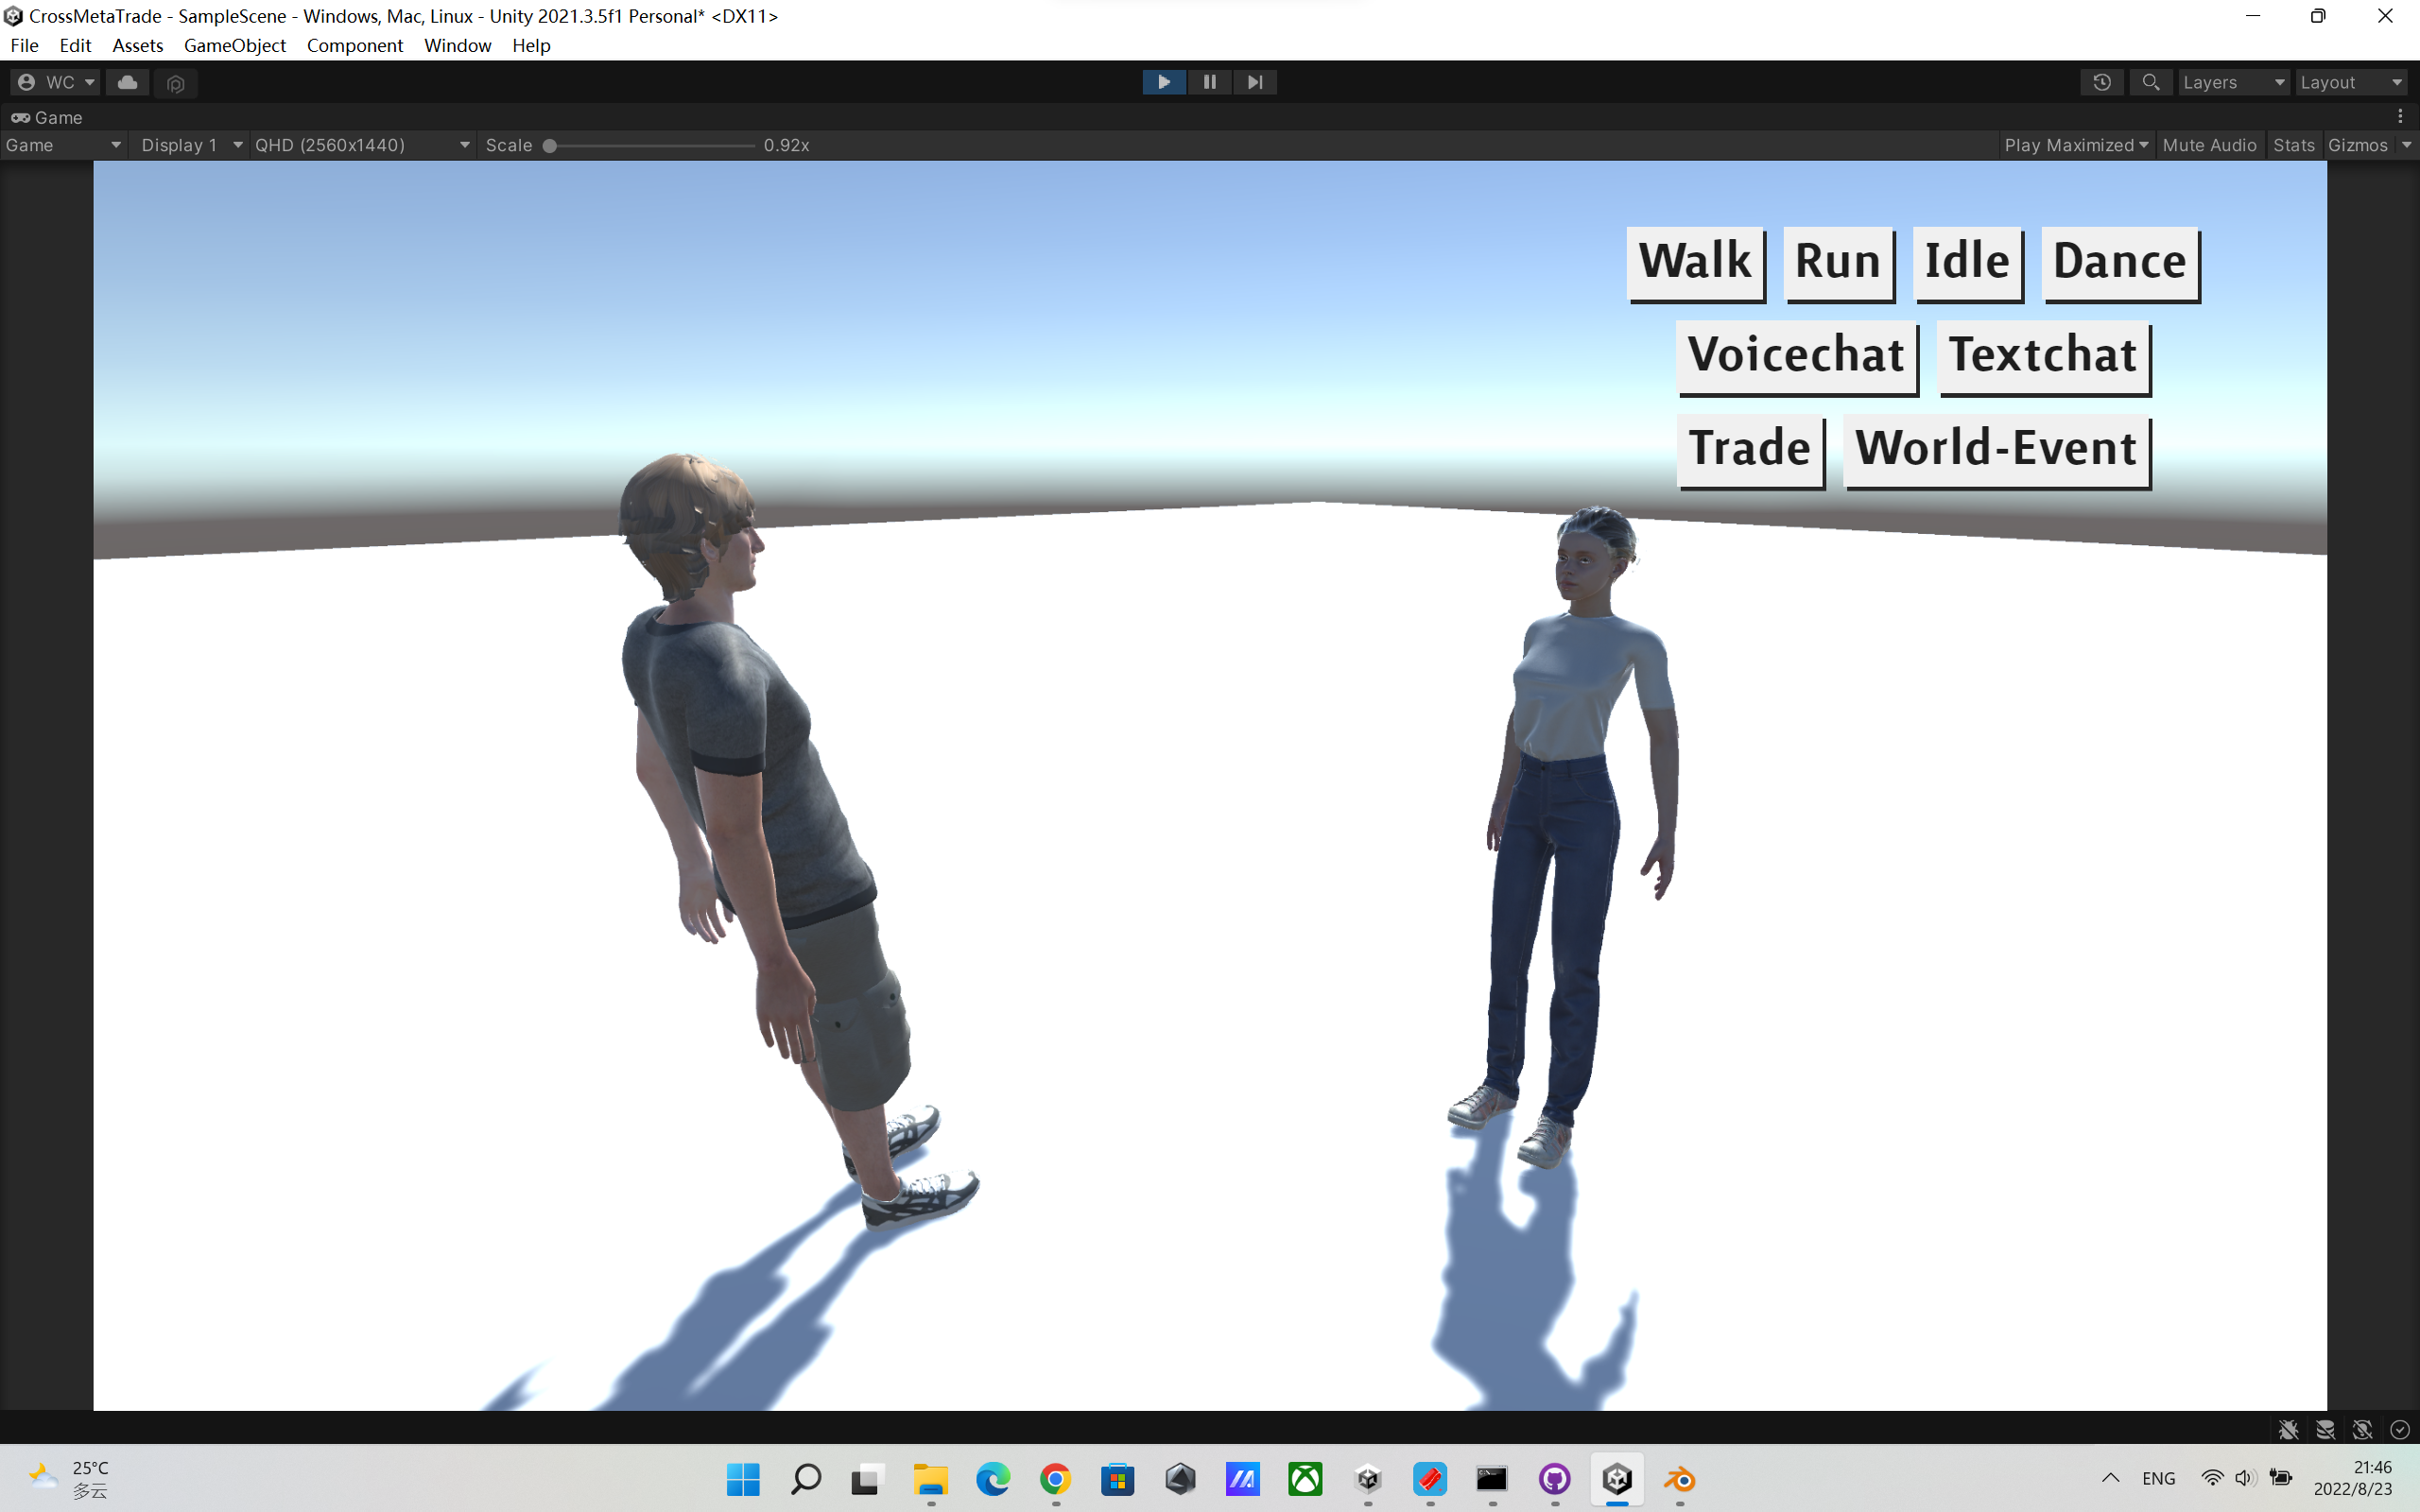 CrossMetaTrade - SampleScene - Windows, Mac, Linux - Unity 2021.3.5f1 Personal* <DX11>
File Edit Assets GameObject Component Window Help
WC Layers Layout
Game
Game Display 1 QHD (2560x1440) Scale 0.92x Play Maximized Mute Audio Stats Gizmos
Walk Run Idle Dance
Voicechat Textchat
Trade World-Event
25°C
多云
ENG
21:46
2022/8/23